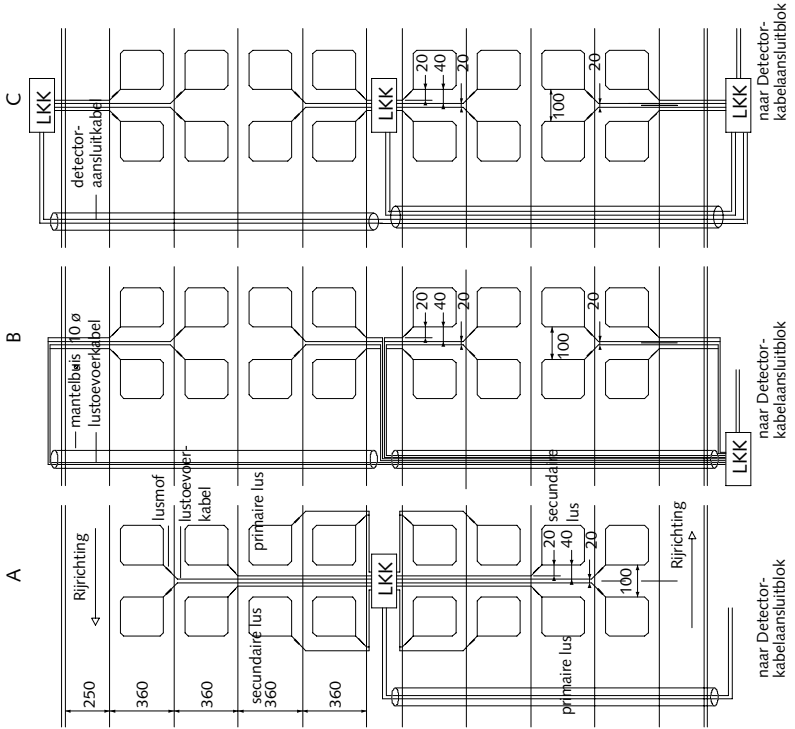 C
LKK
detector-
aansluitkabel
LKK
20
40
20
100
20
LKK
naar Detector-
kabelaansluitblok
B
mantelbuis 10 ø
lustoevoerkabel
20
40
20
100
20
LKK
naar Detector-
kabelaansluitblok
A
Rijrichting
lusmof
lustoevoer-
kabel
primaire lus
secundaire lus
250
360
360
360
360
LKK
20
40
20
100
secundaire
lus
primaire lus
Rijrichting
naar Detector-
kabelaansluitblok